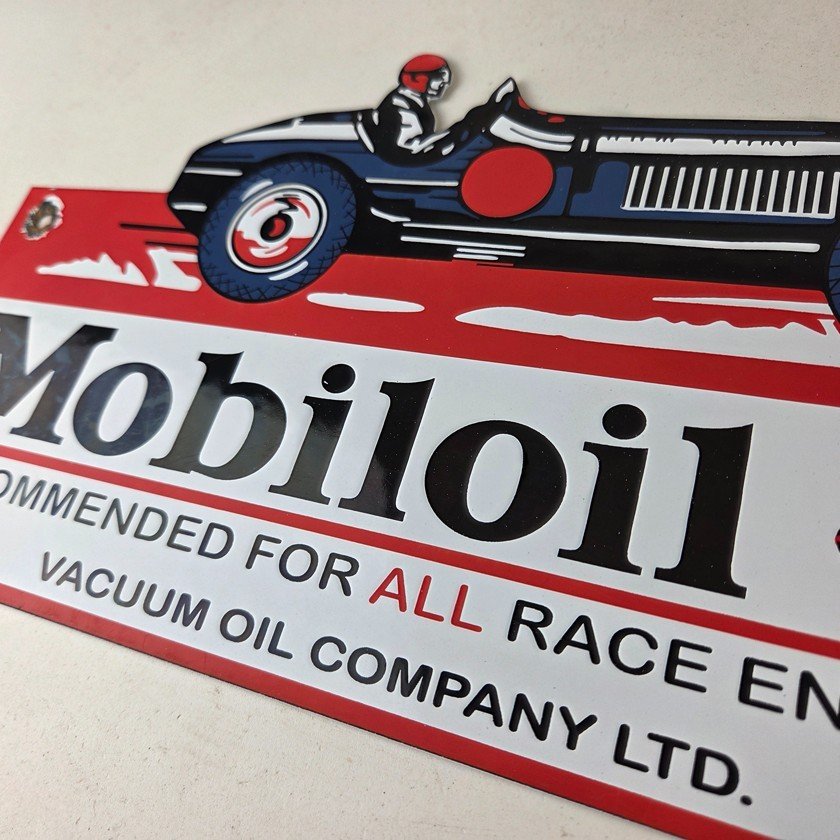 Mobiloil
OMMENDED FOR ALL RACE EN
VACUUM OIL COMPANY LTD.